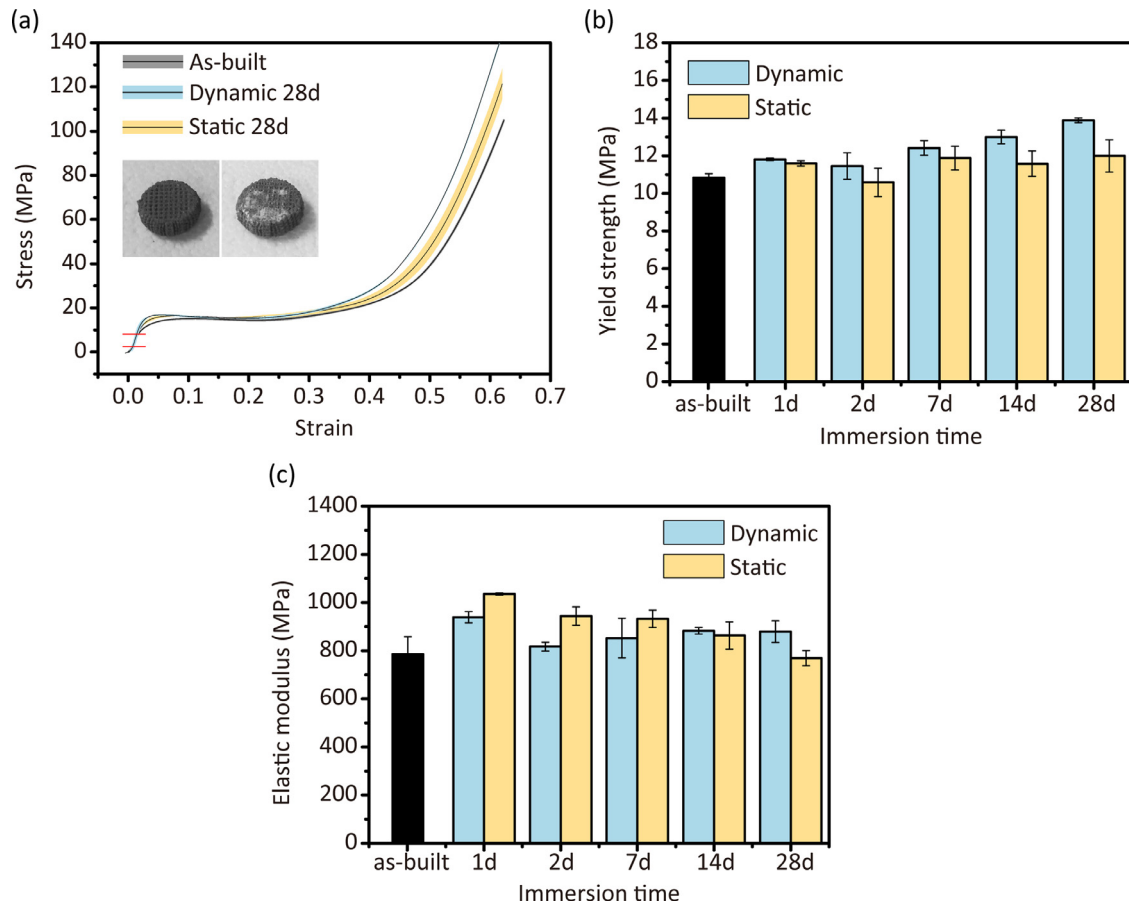 (a)
140
120
100
80
60
40
20
0
Stress (MPa)
As-built
Dynamic 28d
Static 28d
0.0 0.1 0.2 0.3 0.4 0.5 0.6 0.7
Strain
(b)
18
16
14
12
10
8
6
4
2
0
Yield strength (MPa)
Dynamic
Static
as-built 1d 2d 7d 14d 28d
Immersion time
(c)
1400
1200
1000
800
600
400
200
0
Elastic modulus (MPa)
Dynamic
Static
as-built 1d 2d 7d 14d 28d
Immersion time